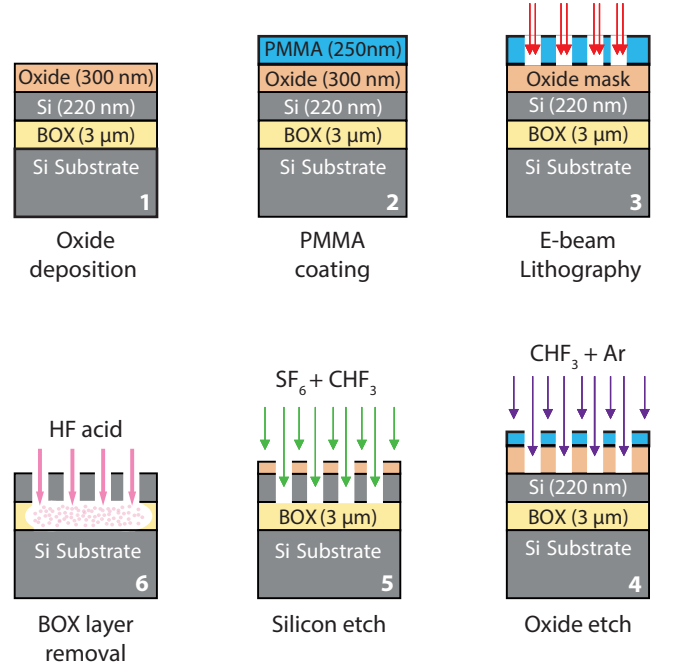 Oxide (300 nm)
Si (220 nm)
BOX (3 µm)
Si Substrate
1
Oxide
deposition
PMMA (250nm)
Oxide (300 nm)
Si (220 nm)
BOX (3 µm)
Si Substrate
2
PMMA
coating
Oxide mask
Si (220 nm)
BOX (3 µm)
Si Substrate
3
E-beam
Lithography
HF acid
Si Substrate
6
BOX layer
removal
SF₆ + CHF₃
BOX (3 µm)
Si Substrate
5
Silicon etch
CHF₃ + Ar
Si (220 nm)
BOX (3 µm)
Si Substrate
4
Oxide etch